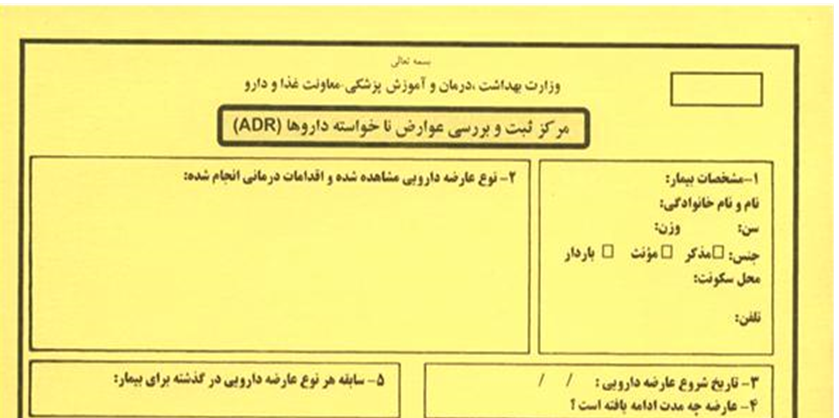 بسمه تعالی
وزارت بهداشت ،درمان و آموزش پزشکی-معاونت غذا و دارو
مرکز ثبت و بررسی عوارض نا خواسته داروها (ADR)
۱-مشخصات بیمار:
نام و نام خانوادگی:
سن: وزن:
جنس: □مذکر □مؤنث □ باردار
محل سکونت:
تلفن:
۲- نوع عارضه دارویی مشاهده شده و اقدامات درمانی انجام شده:
۳- تاریخ شروع عارضه دارویی : / /
۴- عارضه چه مدت ادامه یافته است ؟
۵- سابقه هر نوع عارضه دارویی در گذشته برای بیمار: